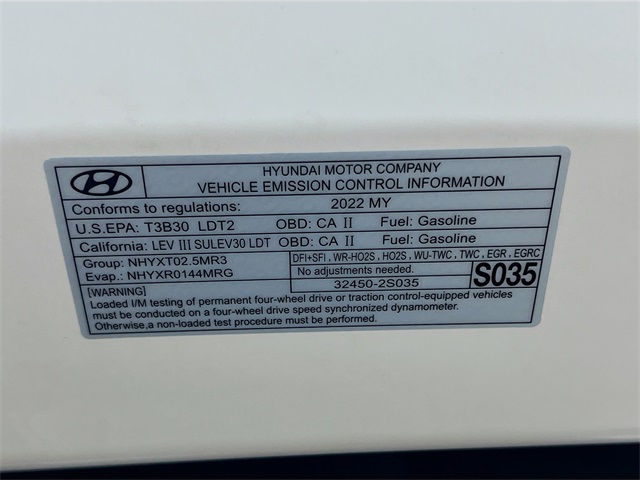 HYUNDAI MOTOR COMPANY
VEHICLE EMISSION CONTROL INFORMATION
Conforms to regulations: 2022 MY
U.S.EPA: T3B30 LDT2 OBD: CA II Fuel: Gasoline
California: LEV III SULEV30 LDT OBD: CA II Fuel: Gasoline
Group: NHYXT02.5MR3 DFI+SFI, WR-HO2S, HO2S, WU-TWC, TWC, EGR, EGRC
Evap.: NHYXR0144MRG No adjustments needed. S035
[WARNING] 32450-2S035
Loaded I/M testing of permanent four-wheel drive or traction control-equipped vehicles
must be conducted on a four-wheel drive speed synchronized dynamometer.
Otherwise,a non-loaded test procedure must be performed.